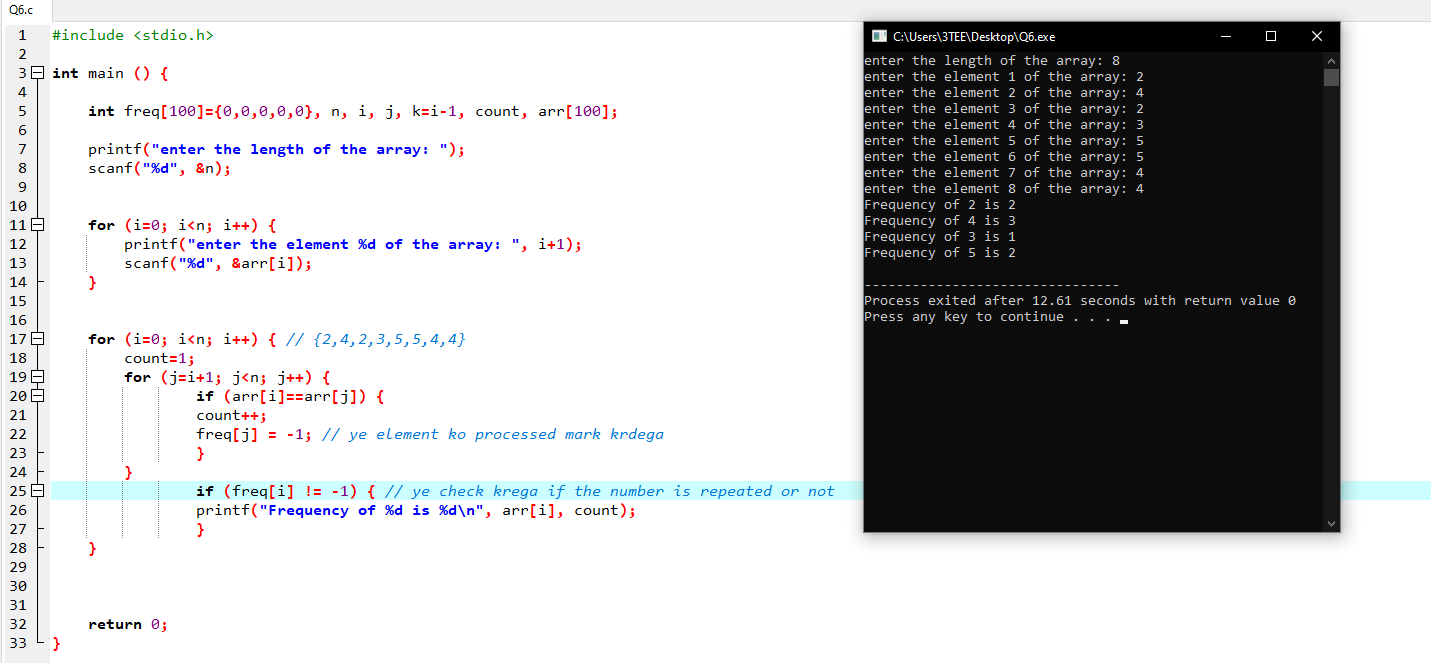 Q6.c
1 #include <stdio.h>
2
3 int main () {
4
5 int freq[100]={0,0,0,0,0}, n, i, j, k=i-1, count, arr[100];
6
7 printf("enter the length of the array: ");
8 scanf("%d", &n);
9
10
11 for (i=0; i<n; i++) {
12 printf("enter the element %d of the array: ", i+1);
13 scanf("%d", &arr[i]);
14 }
15
16
17 for (i=0; i<n; i++) { // {2,4,2,3,5,5,4,4}
18 count=1;
19 for (j=i+1; j<n; j++) {
20 if (arr[i]==arr[j]) {
21 count++;
22 freq[j] = -1; // ye element ko processed mark krdega
23 }
24 }
25 if (freq[i] != -1) { // ye check krega if the number is repeated or not
26 printf("Frequency of %d is %d\n", arr[i], count);
27 }
28 }
29
30
31
32 return 0;
33 }
C:\Users\3TEE\Desktop\Q6.exe
enter the length of the array: 8
enter the element 1 of the array: 2
enter the element 2 of the array: 4
enter the element 3 of the array: 2
enter the element 4 of the array: 3
enter the element 5 of the array: 5
enter the element 6 of the array: 5
enter the element 7 of the array: 4
enter the element 8 of the array: 4
Frequency of 2 is 2
Frequency of 4 is 3
Frequency of 3 is 1
Frequency of 5 is 2
--------------------------------
Process exited after 12.61 seconds with return value 0
Press any key to continue . . .